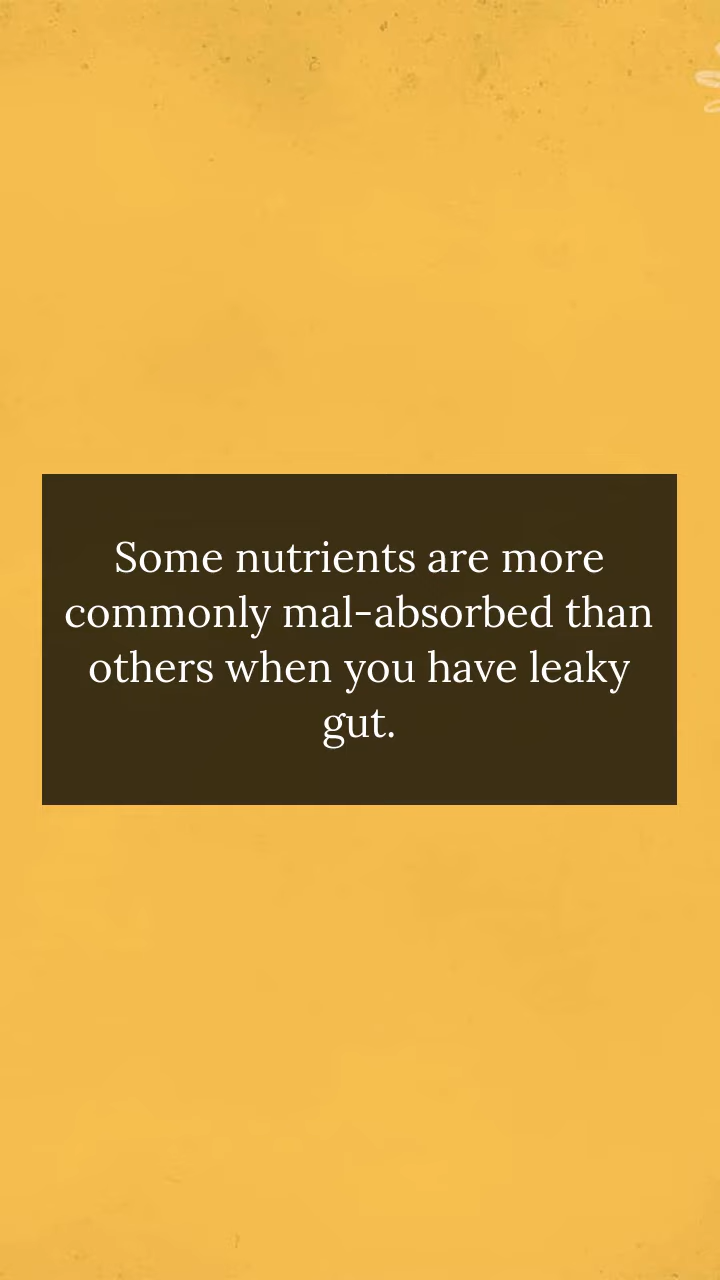 Some nutrients are more
commonly mal-absorbed than
others when you have leaky
gut.